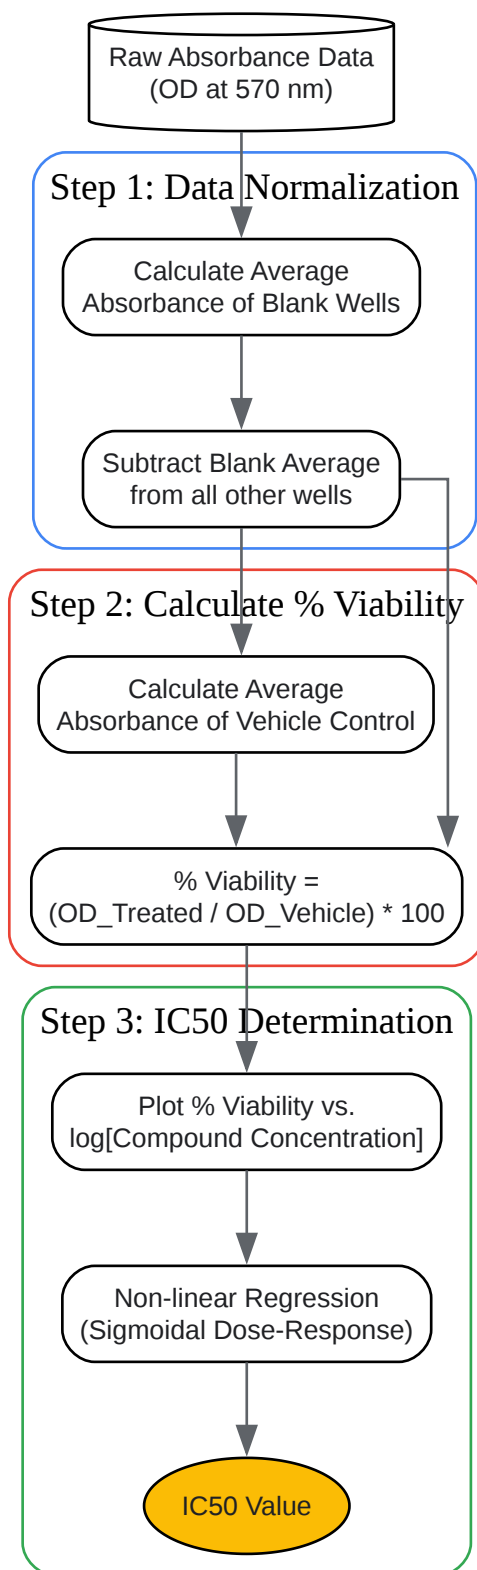 Raw Absorbance Data
(OD at 570 nm)
Step 1: Data Normalization
Calculate Average
Absorbance of Blank Wells
Subtract Blank Average
from all other wells
Step 2: Calculate % Viability
Calculate Average
Absorbance of Vehicle Control
% Viability =
(OD_Treated / OD_Vehicle) * 100
Step 3: IC50 Determination
Plot % Viability vs.
log[Compound Concentration]
Non-linear Regression
(Sigmoidal Dose-Response)
IC50 Value